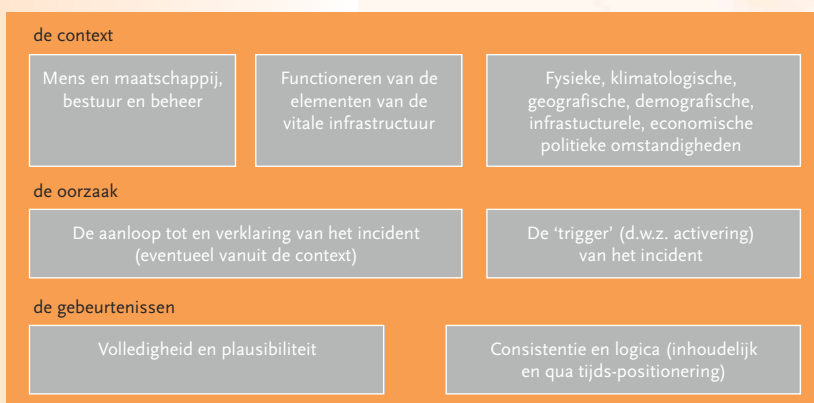 de context
Mens en maatschappij,
bestuur en beheer
Functioneren van de
elementen van de
vitale infrastructuur
Fysieke, klimatologische,
geografische, demografische,
infrastucturele, economische
politieke omstandigheden
de oorzaak
De aanloop tot en verklaring van het incident
(eventueel vanuit de context)
De ‘trigger’ (d.w.z. activering)
van het incident
de gebeurtenissen
Volledigheid en plausibiliteit
Consistentie en logica (inhoudelijk
en qua tijds-positionering)